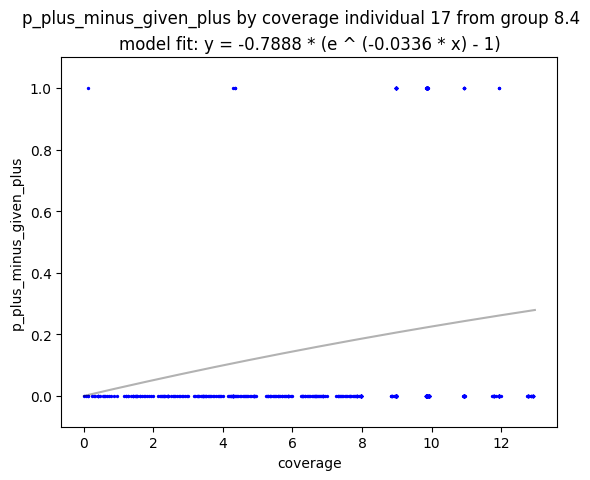 p_plus_minus_given_plus by coverage individual 17 from group 8.4
model fit: y = -0.7888 * (e ^ (-0.0336 * x) - 1)
p_plus_minus_given_plus
1.0
0.8
0.6
0.4
0.2
0.0
0 2 4 6 8 10 12
coverage